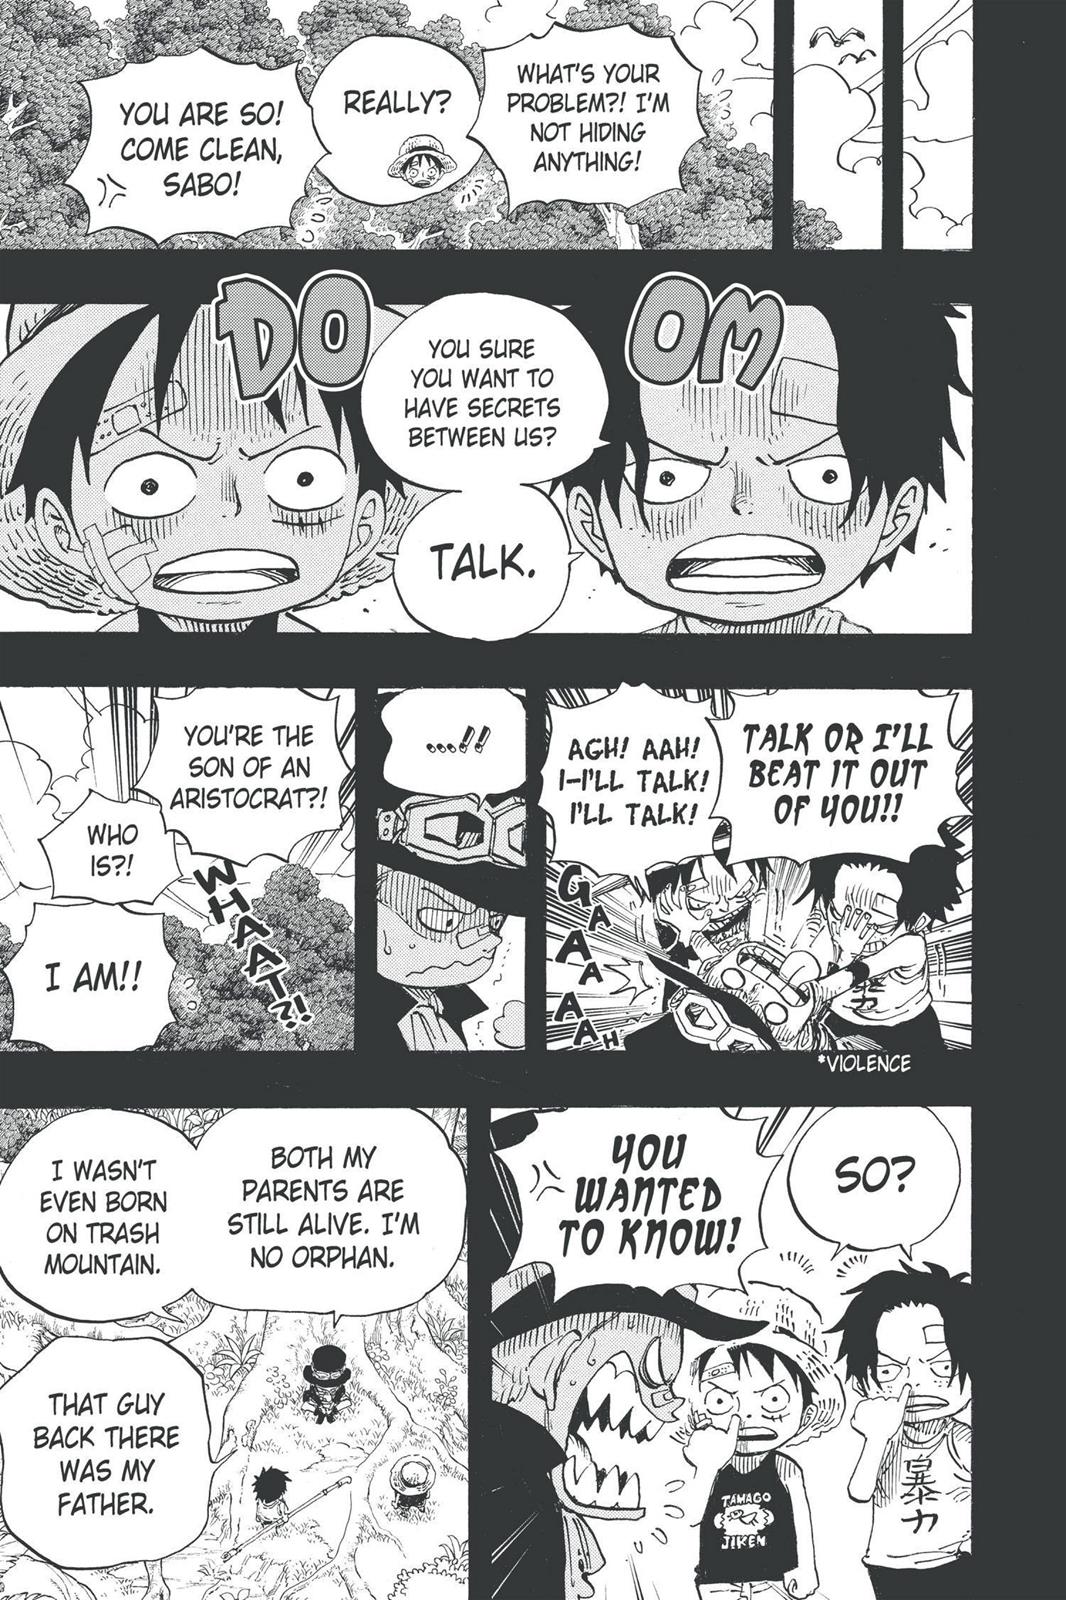 WHAT'S YOUR
PROBLEM?! I'M
NOT HIDING
ANYTHING!
REALLY?
YOU ARE SO!
COME CLEAN,
SABO!
DOOM
YOU SURE
YOU WANT TO
HAVE SECRETS
BETWEEN US?
TALK.
TALK OR I'LL
BEAT IT OUT
OF YOU!!
AGH! AAH!
I-I'LL TALK!
I'LL TALK!
GAAAAAAH
暴力
*VIOLENCE
...!!
YOU'RE THE
SON OF AN
ARISTOCRAT?!
WHO
IS?!
WHAAT?!
I AM!!
SO?
YOU
WANTED
TO KNOW!
TAMAGO
JIKEN
暴力
BOTH MY
PARENTS ARE
STILL ALIVE. I'M
NO ORPHAN.
I WASN'T
EVEN BORN
ON TRASH
MOUNTAIN.
THAT GUY
BACK THERE
WAS MY
FATHER.